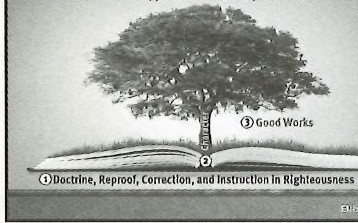 ③ Good Works
Character
②
① Doctrine, Reproof, Correction, and Instruction in Righteousness